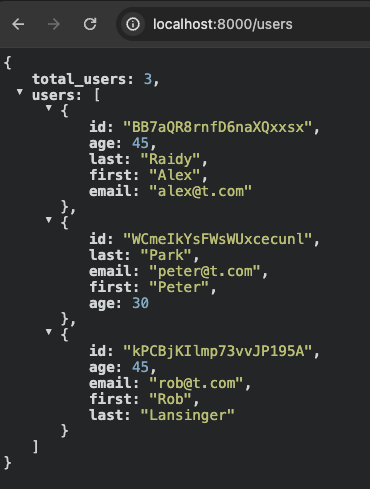 localhost:8000/users
{
total_users: 3,
users: [
{
id: "BB7aQR8rnfD6naXQxxsx",
age: 45,
last: "Raidy",
first: "Alex",
email: "alex@t.com"
},
{
id: "WCmeIkYsFWsWUxcecunl",
last: "Park",
email: "peter@t.com",
first: "Peter",
age: 30
},
{
id: "kPCBjKIlmp73vvJP195A",
age: 45,
email: "rob@t.com",
first: "Rob",
last: "Lansinger"
}
]
}